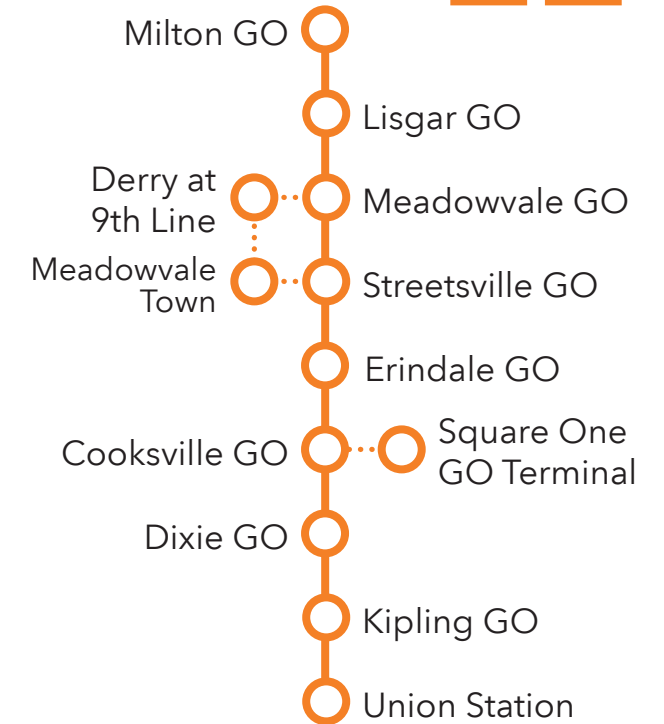 Milton GO
Lisgar GO
Derry at
9th Line
Meadowvale GO
Meadowvale
Town
Streetsville GO
Erindale GO
Cooksville GO
Square One
GO Terminal
Dixie GO
Kipling GO
Union Station